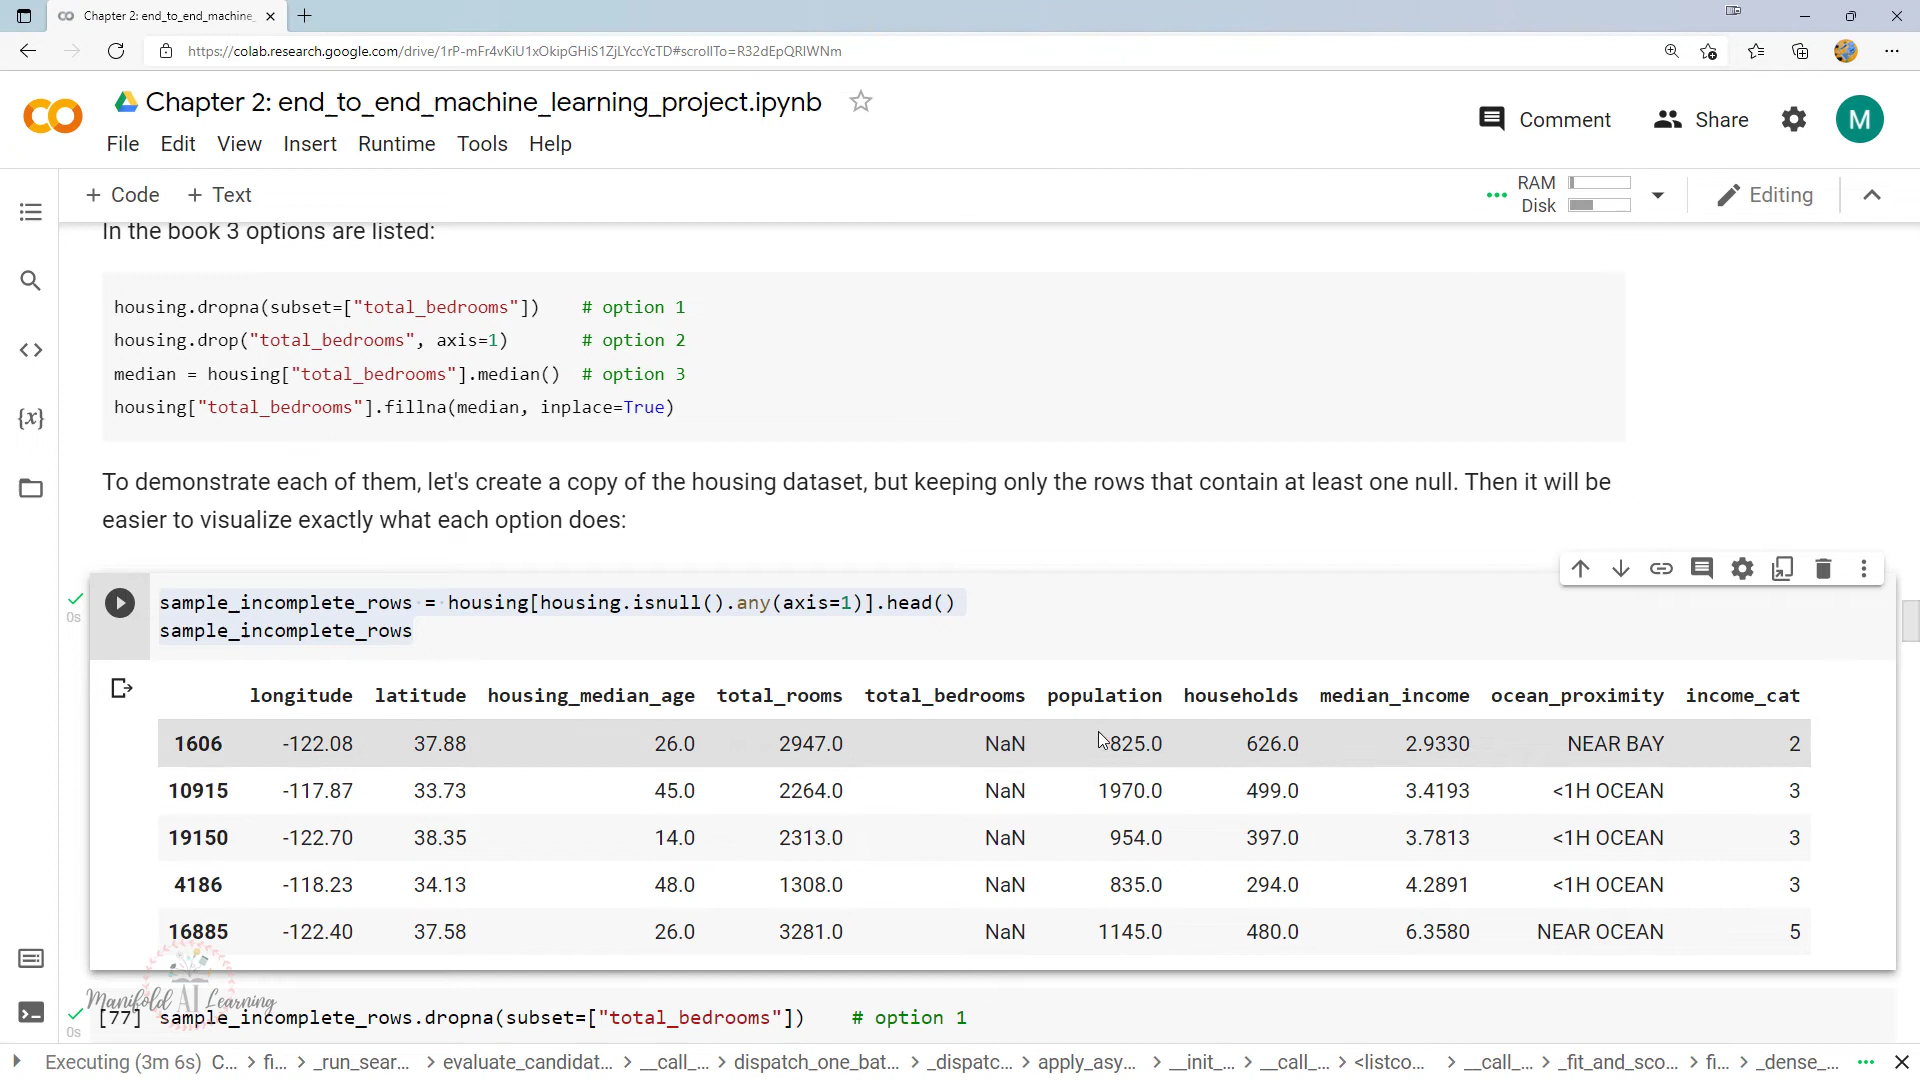 Chapter 2: end_to_end_machine_
https://colab.research.google.com/drive/1rP-mFr4vKiU1xOkipGHiS1ZjLYccYcTD#scrollTo=R32dEpQRIWNm
Chapter 2: end_to_end_machine_learning_project.ipynb
Comment
Share
M
File Edit View Insert Runtime Tools Help
+ Code + Text
RAM
Disk
Editing
In the book 3 options are listed:
housing.dropna(subset=["total_bedrooms"])    # option 1
housing.drop("total_bedrooms", axis=1)       # option 2
median = housing["total_bedrooms"].median()  # option 3
housing["total_bedrooms"].fillna(median, inplace=True)
To demonstrate each of them, let's create a copy of the housing dataset, but keeping only the rows that contain at least one null. Then it will be
easier to visualize exactly what each option does:
0s
sample_incomplete_rows = housing[housing.isnull().any(axis=1)].head()
sample_incomplete_rows
longitude latitude housing_median_age total_rooms total_bedrooms population households median_income ocean_proximity income_cat
1606 -122.08 37.88 26.0 2947.0 NaN 825.0 626.0 2.9330 NEAR BAY 2
10915 -117.87 33.73 45.0 2264.0 NaN 1970.0 499.0 3.4193 <1H OCEAN 3
19150 -122.70 38.35 14.0 2313.0 NaN 954.0 397.0 3.7813 <1H OCEAN 3
4186 -118.23 34.13 48.0 1308.0 NaN 835.0 294.0 4.2891 <1H OCEAN 3
16885 -122.40 37.58 26.0 3281.0 NaN 1145.0 480.0 6.3580 NEAR OCEAN 5
Manifold AI Learning
[77] sample_incomplete_rows.dropna(subset=["total_bedrooms"])    # option 1
0s
Executing (3m 6s) C... > fi... > _run_sear... > evaluate_candidat... > __call_... > dispatch_one_bat... > _dispatc... > apply_asy... > __init_... > __call_... > <listco... > __call_... > _fit_and_sco... > fi... > _dense_...